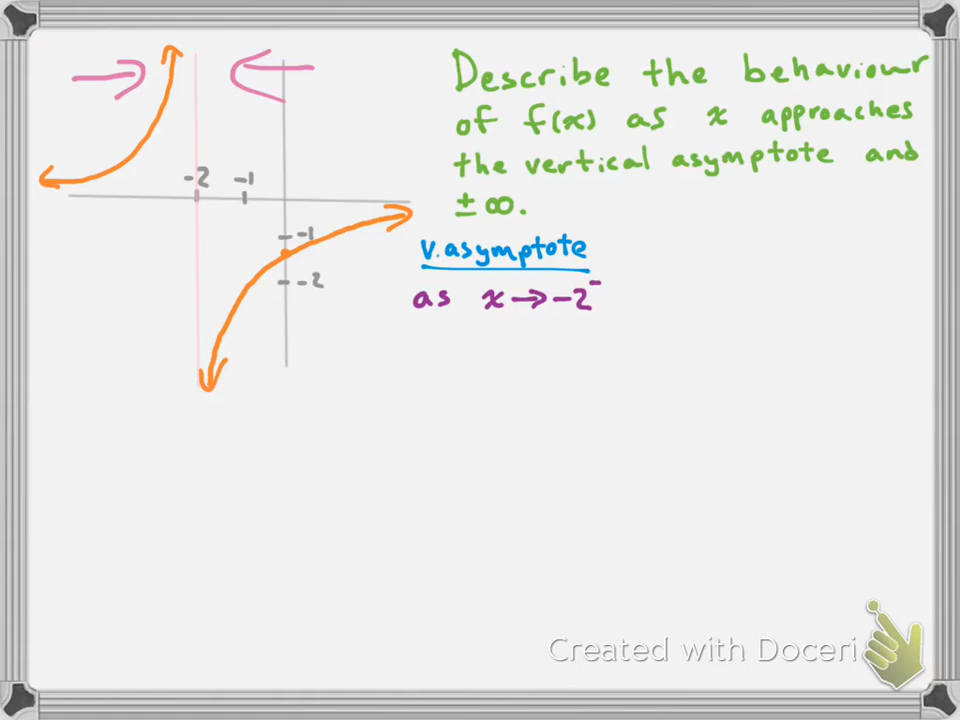 Describe the behaviour
of f(x) as x approaches
the vertical asymptote and
± ∞.
-2 -1
-1
-2
v. asymptote
as x → -2⁻
Created with Doceri